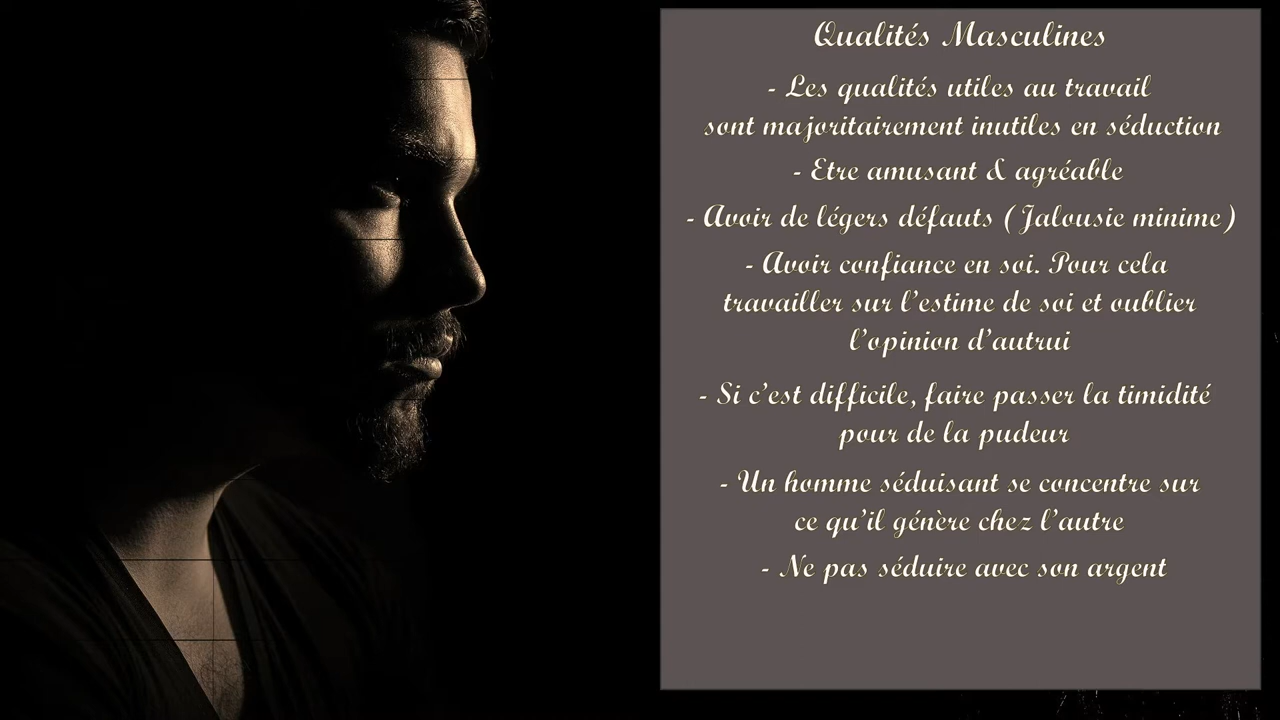 Qualités Masculines
- Les qualités utiles au travail
sont majoritairement inutiles en séduction
- Etre amusant & agréable
- Avoir de légers défauts (Jalousie minime)
- Avoir confiance en soi. Pour cela
travailler sur l'estime de soi et oublier
l'opinion d'autrui
- Si c'est difficile, faire passer la timidité
pour de la pudeur
- Un homme séduisant se concentre sur
ce qu'il génère chez l'autre
- Ne pas séduire avec son argent